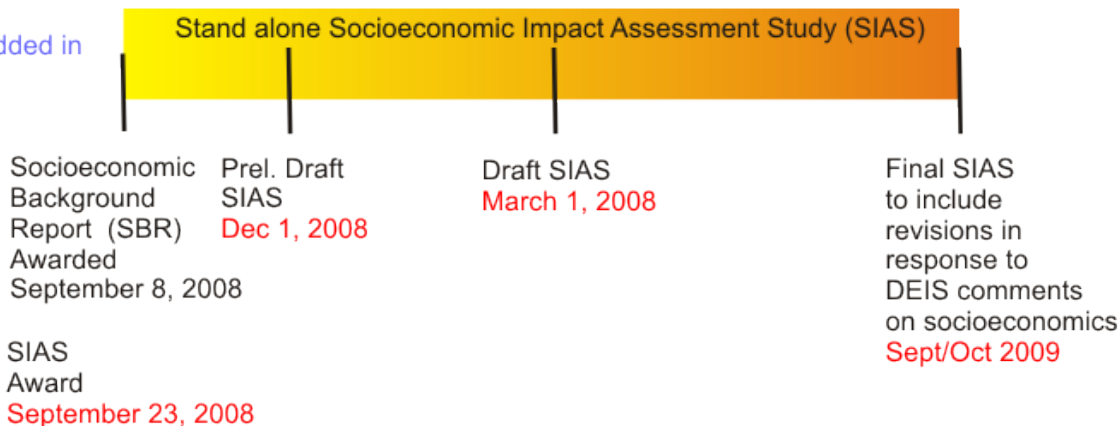 Stand alone Socioeconomic Impact Assessment Study (SIAS)
in
Socioeconomic
Background
Report (SBR)
Awarded
September 8, 2008
SIAS
Award
September 23, 2008
Prel. Draft
SIAS
Dec 1, 2008
Draft SIAS
March 1, 2008
Final SIAS
to include
revisions in
response to
DEIS comments
on socioeconomics
Sept/Oct 2009